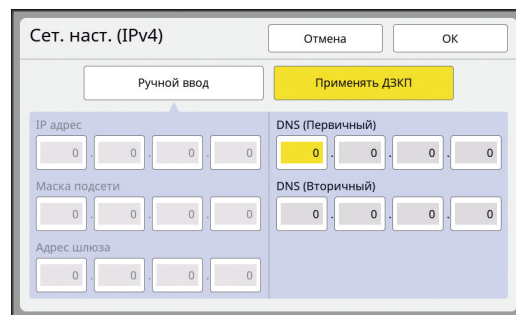 Сет. наст. (IPv4) Отмена ОК
Ручной ввод Применять ДЗКП
IP адрес DNS (Первичный)
0 . 0 . 0 . 0 0 . 0 . 0 . 0
Маска подсети DNS (Вторичный)
0 . 0 . 0 . 0 0 . 0 . 0 . 0
Адрес шлюза
0 . 0 . 0 . 0